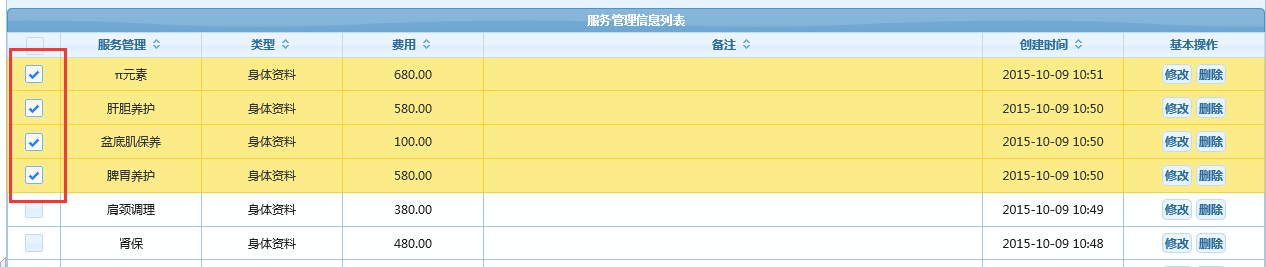 服务管理信息列表
服务管理 类型 费用 备注 创建时间 基本操作
π元素 身体资料 680.00 2015-10-09 10:51 修改 删除
肝胆养护 身体资料 580.00 2015-10-09 10:50 修改 删除
盆底肌保养 身体资料 100.00 2015-10-09 10:50 修改 删除
脾胃养护 身体资料 580.00 2015-10-09 10:50 修改 删除
肩颈调理 身体资料 380.00 2015-10-09 10:49 修改 删除
肾保 身体资料 480.00 2015-10-09 10:48 修改 删除